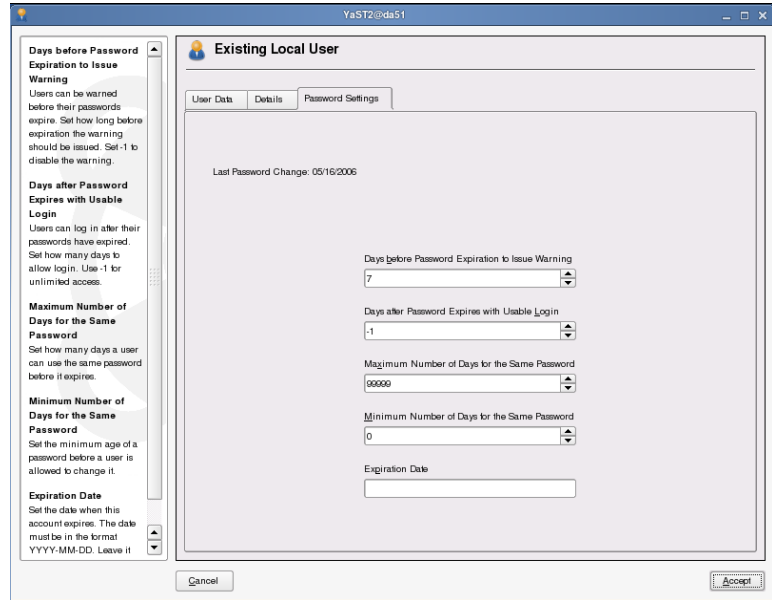 YaST2@da51
Days before Password
Expiration to Issue
Warning
Users can be warned
before their passwords
expire. Set how long before
expiration the warning
should be issued. Set -1 to
disable the warning.
Days after Password
Expires with Usable
Login
Users can log in after their
passwords have expired.
Set how many days to
allow login. Use -1 for
unlimited access.
Maximum Number of
Days for the Same
Password
Set how many days a user
can use the same password
before it expires.
Minimum Number of
Days for the Same
Password
Set the minimum age of a
password before a user is
allowed to change it.
Expiration Date
Set the date when this
account expires. The date
must be in the format
YYYY-MM-DD. Leave it
Existing Local User
User Data
Details
Password Settings
Last Password Change: 05/16/2006
Days before Password Expiration to Issue Warning
7
Days after Password Expires with Usable Login
-1
Maximum Number of Days for the Same Password
99999
Minimum Number of Days for the Same Password
0
Expiration Date
Cancel
Accept